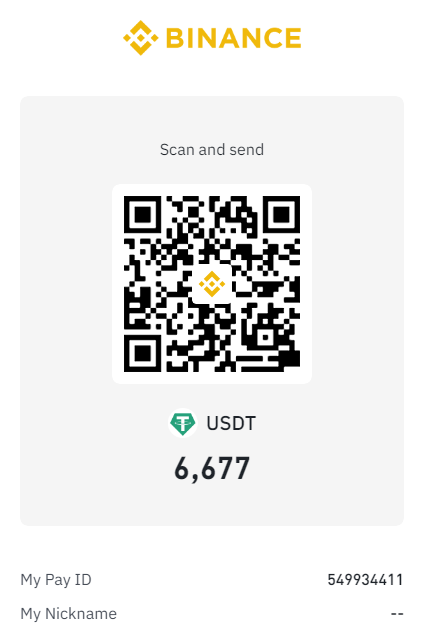 BINANCE
Scan and send
USDT
6,677
My Pay ID 549934411
My Nickname --